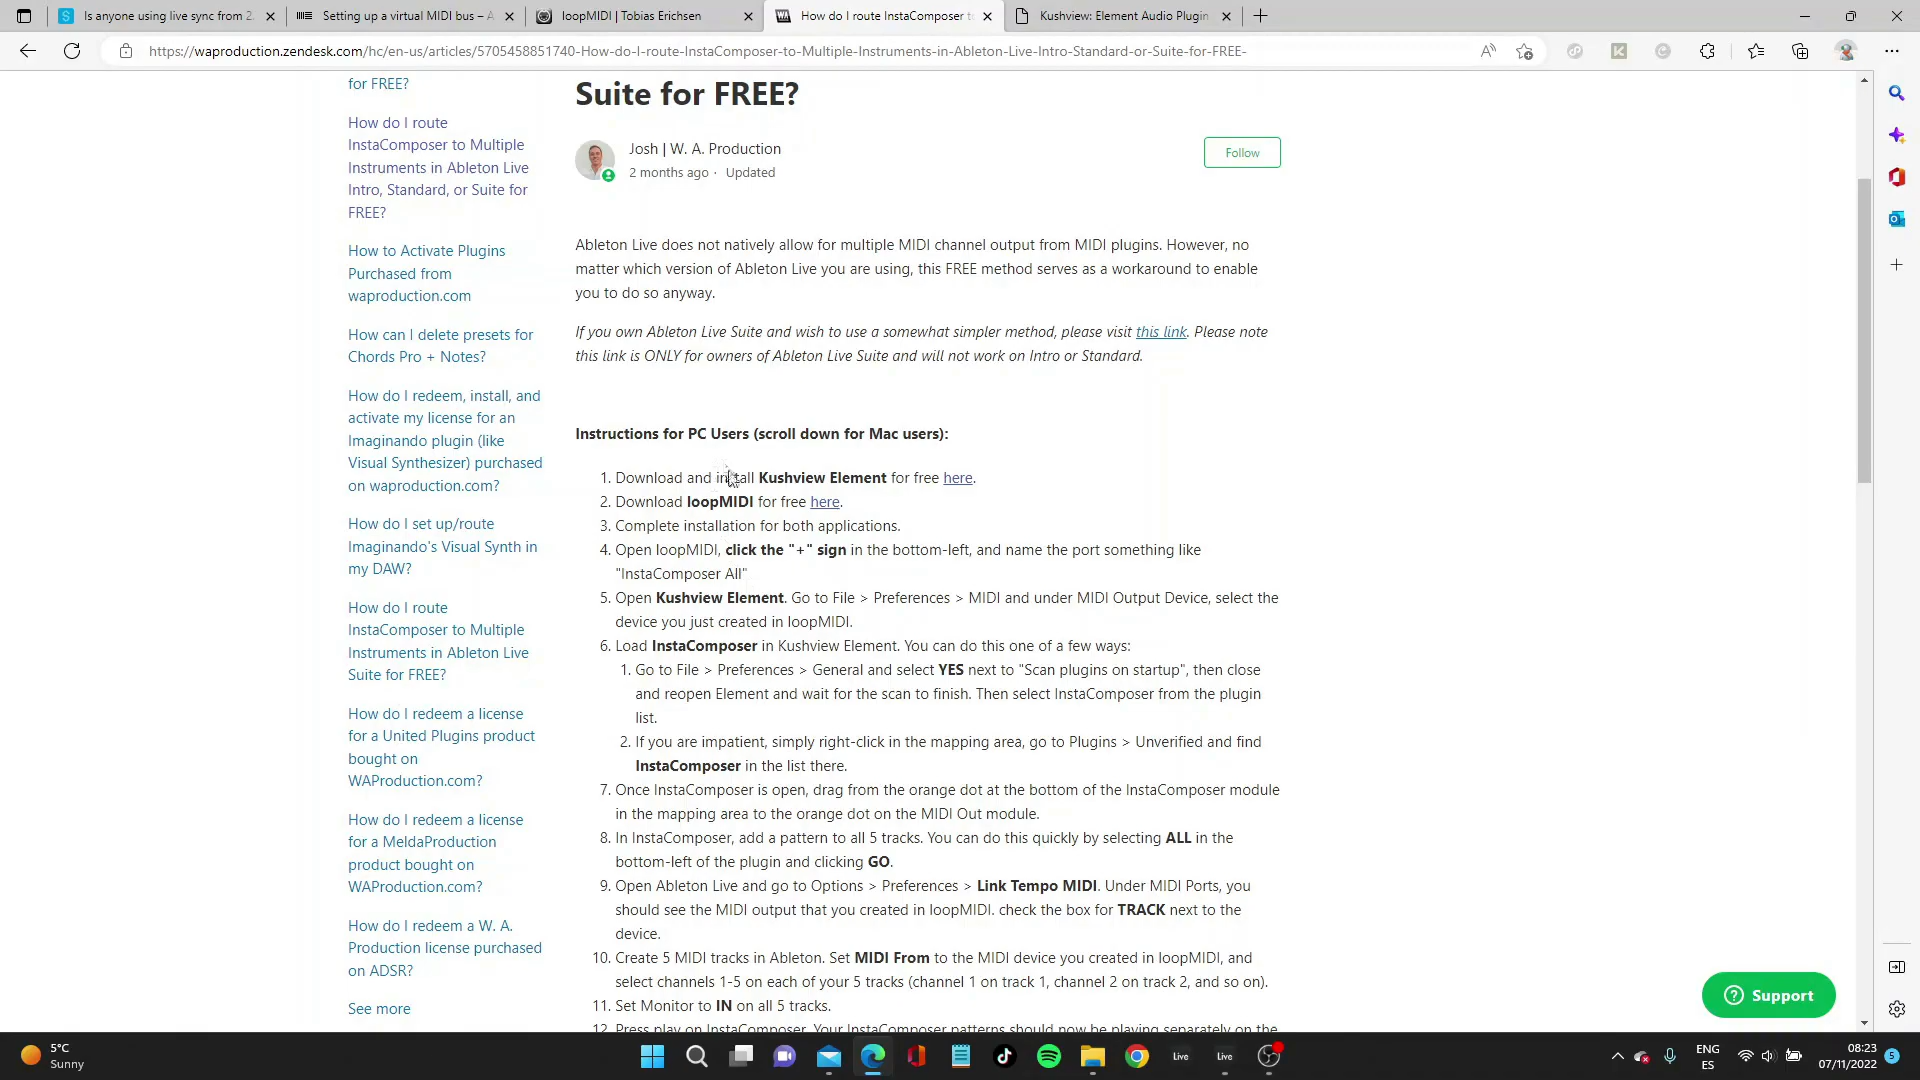 Is anyone using live sync from 2.
Setting up a virtual MIDI bus – A
loopMIDI | Tobias Erichsen
How do I route InstaComposer to
Kushview: Element Audio Plugin
https://waproduction.zendesk.com/hc/en-us/articles/5705458851740-How-do-I-route-InstaComposer-to-Multiple-Instruments-in-Ableton-Live-Intro-Standard-or-Suite-for-FREE-
for FREE?
How do I route
InstaComposer to Multiple
Instruments in Ableton Live
Intro, Standard, or Suite for
FREE?
How to Activate Plugins
Purchased from
waproduction.com
How can I delete presets for
Chords Pro + Notes?
How do I redeem, install, and
activate my license for an
Imaginando plugin (like
Visual Synthesizer) purchased
on waproduction.com?
How do I set up/route
Imaginando's Visual Synth in
my DAW?
How do I route
InstaComposer to Multiple
Instruments in Ableton Live
Suite for FREE?
How do I redeem a license
for a United Plugins product
bought on
WAProduction.com?
How do I redeem a license
for a MeldaProduction
product bought on
WAProduction.com?
How do I redeem a W. A.
Production license purchased
on ADSR?
See more
Suite for FREE?
Josh | W. A. Production
2 months ago · Updated
Follow
Ableton Live does not natively allow for multiple MIDI channel output from MIDI plugins. However, no
matter which version of Ableton Live you are using, this FREE method serves as a workaround to enable
you to do so anyway.
If you own Ableton Live Suite and wish to use a somewhat simpler method, please visit this link. Please note
this link is ONLY for owners of Ableton Live Suite and will not work on Intro or Standard.
Instructions for PC Users (scroll down for Mac users):
1. Download and install Kushview Element for free here.
2. Download loopMIDI for free here.
3. Complete installation for both applications.
4. Open loopMIDI, click the "+" sign in the bottom-left, and name the port something like
"InstaComposer All"
5. Open Kushview Element. Go to File > Preferences > MIDI and under MIDI Output Device, select the
device you just created in loopMIDI.
6. Load InstaComposer in Kushview Element. You can do this one of a few ways:
1. Go to File > Preferences > General and select YES next to "Scan plugins on startup", then close
and reopen Element and wait for the scan to finish. Then select InstaComposer from the plugin
list.
2. If you are impatient, simply right-click in the mapping area, go to Plugins > Unverified and find
InstaComposer in the list there.
7. Once InstaComposer is open, drag from the orange dot at the bottom of the InstaComposer module
in the mapping area to the orange dot on the MIDI Out module.
8. In InstaComposer, add a pattern to all 5 tracks. You can do this quickly by selecting ALL in the
bottom-left of the plugin and clicking GO.
9. Open Ableton Live and go to Options > Preferences > Link Tempo MIDI. Under MIDI Ports, you
should see the MIDI output that you created in loopMIDI. check the box for TRACK next to the
device.
10. Create 5 MIDI tracks in Ableton. Set MIDI From to the MIDI device you created in loopMIDI, and
select channels 1-5 on each of your 5 tracks (channel 1 on track 1, channel 2 on track 2, and so on).
11. Set Monitor to IN on all 5 tracks.
12. Press play on InstaComposer. Your InstaComposer patterns should now be playing separately on the
Support
5°C
Sunny
Live
Live
ENG
ES
08:23
07/11/2022
5